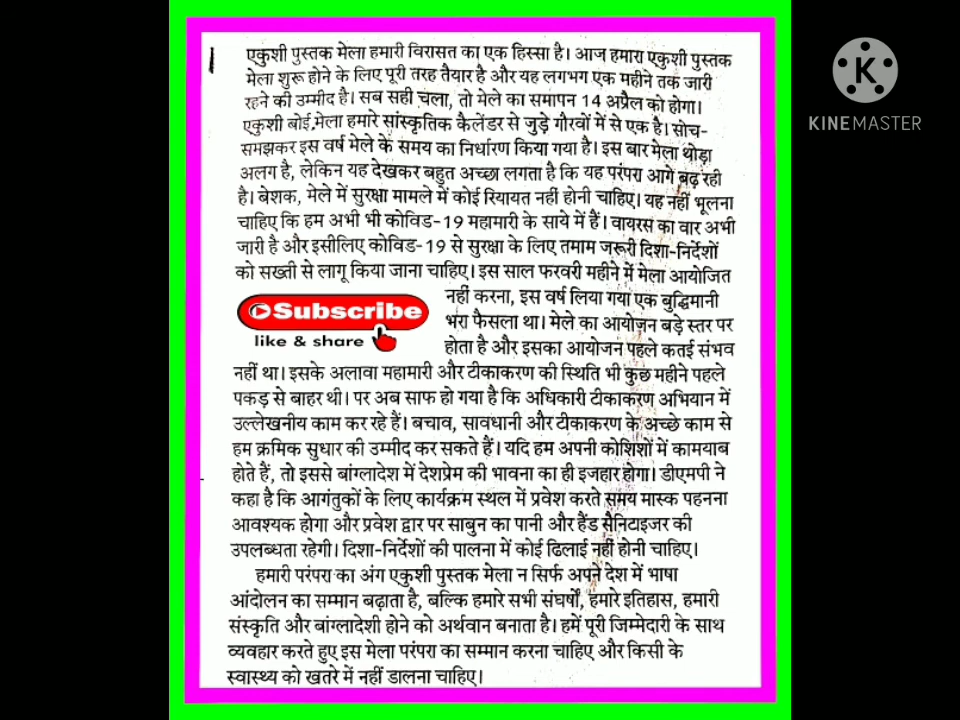 एकुशी पुस्तक मेला हमारी विरासत का एक हिस्सा है। आज हमारा एकुशी पुस्तक
मेला शुरू होने के लिए पूरी तरह तैयार है और यह लगभग एक महीने तक जारी
रहने की उम्मीद है। सब सही चला, तो मेले का समापन 14 अप्रैल को होगा।
एकुशी बोई मेला हमारे सांस्कृतिक कैलेंडर से जुड़े गौरवों में से एक है। सोच-
समझकर इस वर्ष मेले के समय का निर्धारण किया गया है। इस बार मेला थोड़ा
अलग है, लेकिन यह देखकर बहुत अच्छा लगता है कि यह परंपरा आगे बढ़ रही
है। बेशक, मेले में सुरक्षा मामले में कोई रियायत नहीं होनी चाहिए। यह नहीं भूलना
चाहिए कि हम अभी भी कोविड-19 महामारी के साये में हैं। वायरस का वार अभी
जारी है और इसीलिए कोविड-19 से सुरक्षा के लिए तमाम जरूरी दिशा-निर्देशों
को सख्ती से लागू किया जाना चाहिए। इस साल फरवरी महीने में मेला आयोजित
नहीं करना, इस वर्ष लिया गया एक बुद्धिमानी
भरा फैसला था। मेले का आयोजन बड़े स्तर पर
होता है और इसका आयोजन पहले कतई संभव
नहीं था। इसके अलावा महामारी और टीकाकरण की स्थिति भी कुछ महीने पहले
पकड़ से बाहर थी। पर अब साफ हो गया है कि अधिकारी टीकाकरण अभियान में
उल्लेखनीय काम कर रहे हैं। बचाव, सावधानी और टीकाकरण के अच्छे काम से
हम क्रमिक सुधार की उम्मीद कर सकते हैं। यदि हम अपनी कोशिशों में कामयाब
होते हैं, तो इससे बांग्लादेश में देशप्रेम की भावना का ही इजहार होगा। डीएमपी ने
कहा है कि आगंतुकों के लिए कार्यक्रम स्थल में प्रवेश करते समय मास्क पहनना
आवश्यक होगा और प्रवेश द्वार पर साबुन का पानी और हैंड सैनिटाइजर की
उपलब्धता रहेगी। दिशा-निर्देशों की पालना में कोई ढिलाई नहीं होनी चाहिए।
हमारी परंपरा का अंग एकुशी पुस्तक मेला न सिर्फ अपने देश में भाषा
आंदोलन का सम्मान बढ़ाता है, बल्कि हमारे सभी संघर्षों, हमारे इतिहास, हमारी
संस्कृति और बांग्लादेशी होने को अर्थवान बनाता है। हमें पूरी जिम्मेदारी के साथ
व्यवहार करते हुए इस मेला परंपरा का सम्मान करना चाहिए और किसी के
स्वास्थ्य को खतरे में नहीं डालना चाहिए।
Subscribe
like & share
K
KINEMASTER